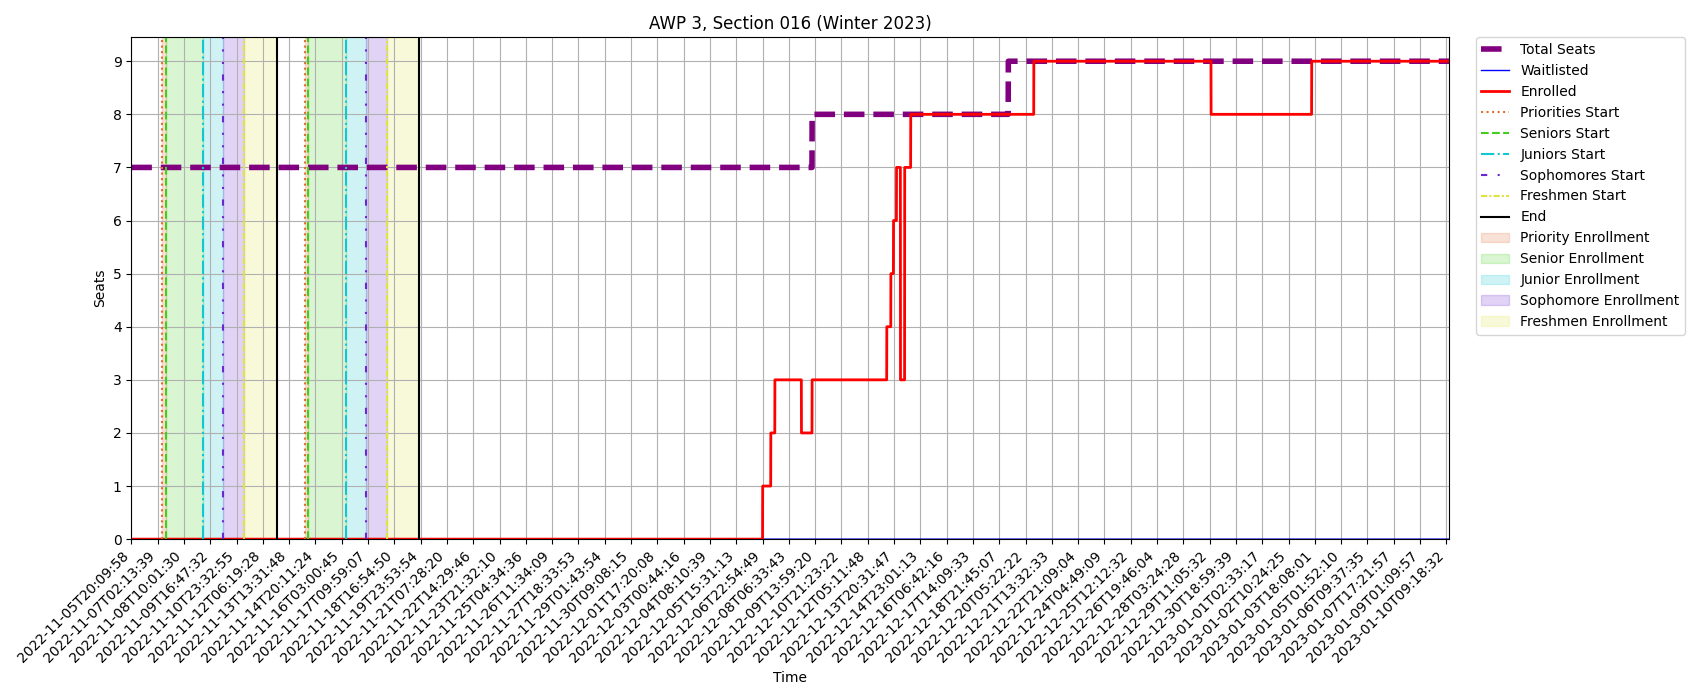 AWP 3, Section 016 (Winter 2023)
Seats
9
8
7
6
5
4
3
2
1
0
2022-11-05T20:09:58
2022-11-07T02:13:39
2022-11-08T10:01:30
2022-11-09T16:47:32
2022-11-10T23:32:55
2022-11-12T06:19:28
2022-11-13T13:31:48
2022-11-14T20:11:24
2022-11-16T03:00:45
2022-11-17T09:59:07
2022-11-18T16:54:50
2022-11-19T23:53:54
2022-11-21T07:28:20
2022-11-22T14:29:46
2022-11-23T21:32:10
2022-11-25T04:34:36
2022-11-26T11:34:09
2022-11-27T18:33:53
2022-11-29T01:43:54
2022-11-30T09:08:15
2022-12-01T17:20:08
2022-12-03T00:44:16
2022-12-04T08:10:39
2022-12-05T15:31:13
2022-12-06T22:54:49
2022-12-08T06:33:43
2022-12-09T13:59:20
2022-12-10T21:23:22
2022-12-12T05:11:48
2022-12-13T20:31:47
2022-12-14T23:01:13
2022-12-16T06:42:16
2022-12-17T14:09:33
2022-12-18T21:45:07
2022-12-20T05:22:22
2022-12-21T13:32:33
2022-12-22T21:09:04
2022-12-24T04:49:09
2022-12-25T12:12:32
2022-12-26T19:46:04
2022-12-28T03:24:28
2022-12-29T11:05:32
2022-12-30T18:59:39
2023-01-01T02:33:17
2023-01-02T10:24:25
2023-01-03T18:08:01
2023-01-05T01:52:10
2023-01-06T09:37:35
2023-01-07T17:21:57
2023-01-09T01:09:57
2023-01-10T09:18:32
Time
Total Seats
Waitlisted
Enrolled
Priorities Start
Seniors Start
Juniors Start
Sophomores Start
Freshmen Start
End
Priority Enrollment
Senior Enrollment
Junior Enrollment
Sophomore Enrollment
Freshmen Enrollment